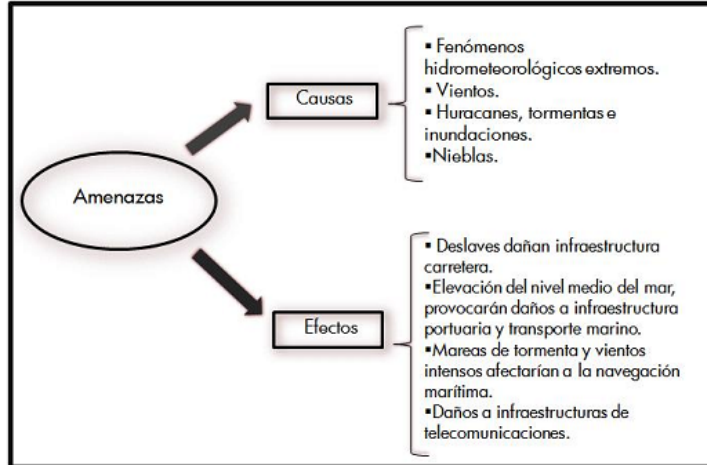 Amenazas
Causas
▪ Fenómenos
hidrometeorológicos extremos.
▪ Vientos.
▪ Huracanes, tormentas e
inundaciones.
▪Nieblas.
Efectos
▪ Deslaves dañan infraestructura
carretera.
▪Elevación del nivel medio del mar,
provocarán daños a infraestructura
portuaria y transporte marino.
▪Mareas de tormenta y vientos
intensos afectarían a la navegación
marítima.
▪Daños a infraestructuras de
telecomunicaciones.